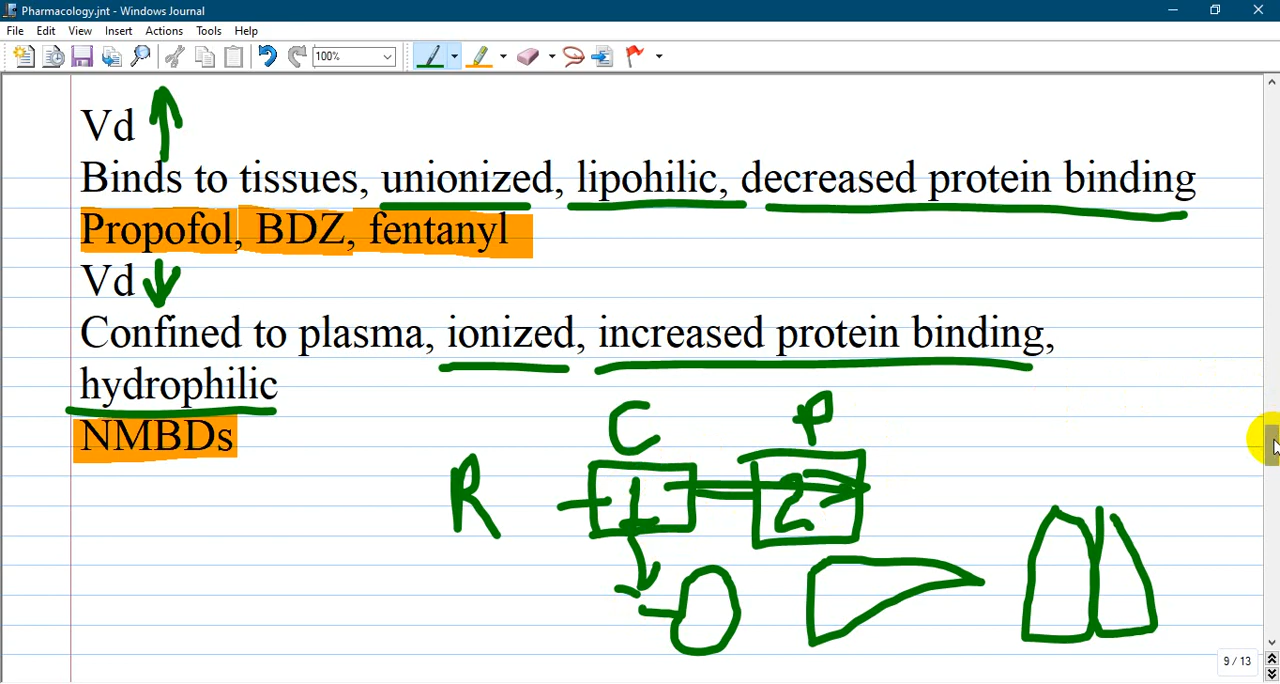 Pharmacology.jnt - Windows Journal
File Edit View Insert Actions Tools Help
100%
Vd
Binds to tissues, unionized, lipohilic, decreased protein binding
Propofol, BDZ, fentanyl
Vd
Confined to plasma, ionized, increased protein binding,
hydrophilic
NMBDs
C P
R 1 2
9 / 13